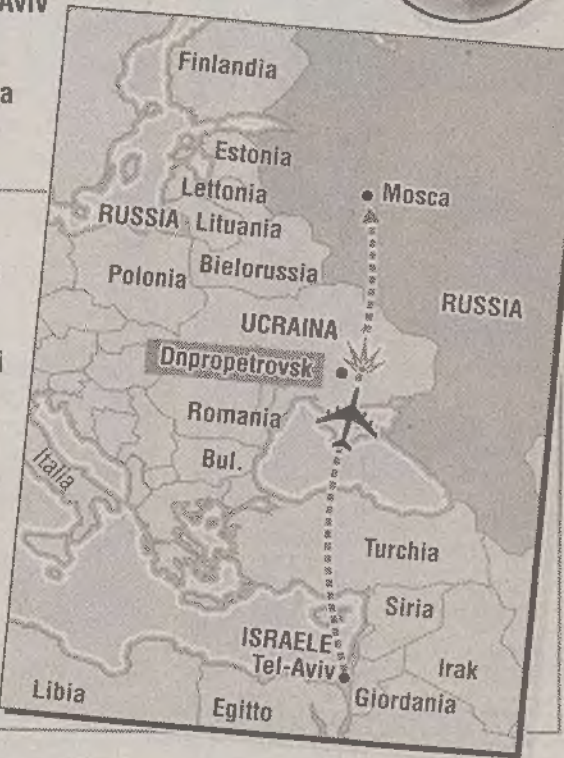 AVIV
a
i
Finlandia
Estonia
Lettonia
Mosca
RUSSIA
Lituania
Polonia
Bielorussia
RUSSIA
UCRAINA
Dnpropetrovsk
Romania
Bul.
Italia
Turchia
Siria
ISRAELE
Tel-Aviv
Irak
Giordania
Libia
Egitto